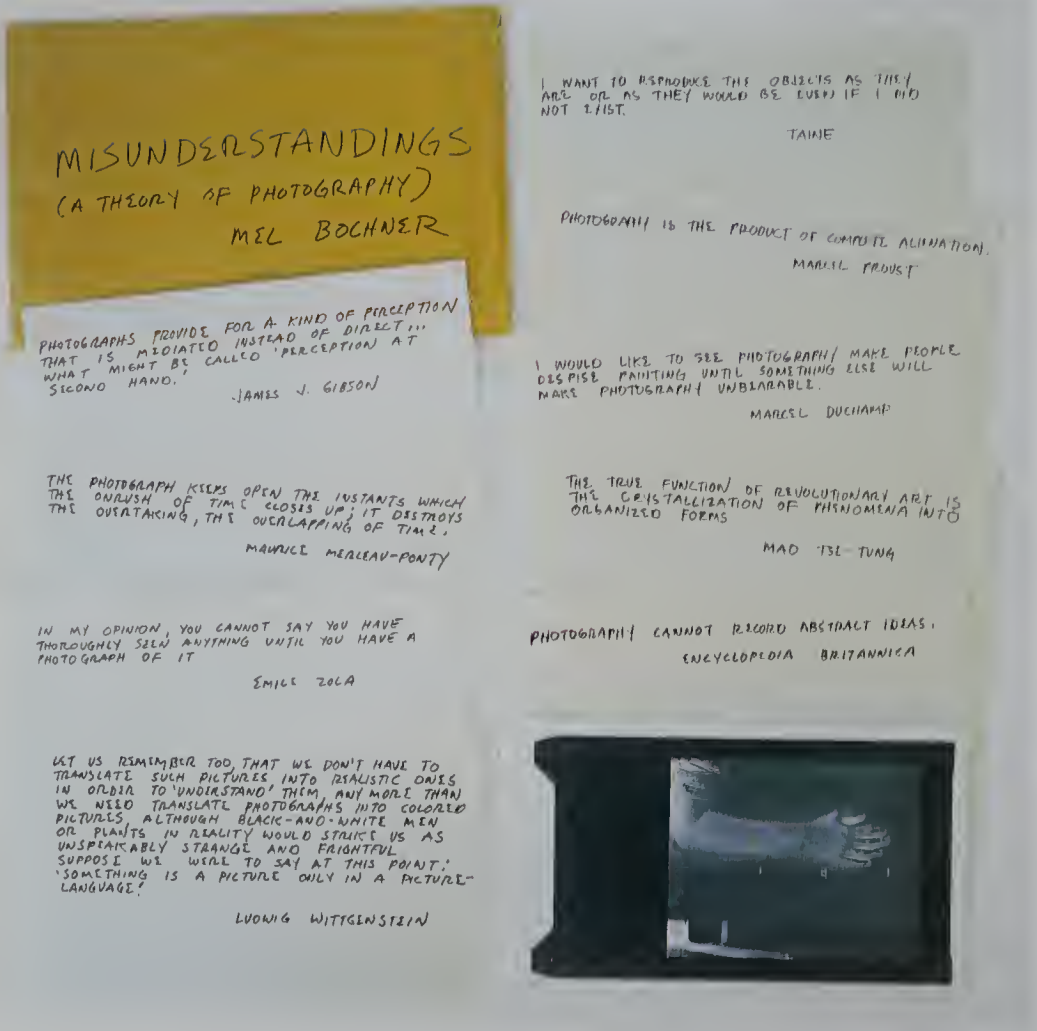 MISUNDERSTANDINGS
(A THEORY OF PHOTOGRAPHY)
MEL BOCHNER
PHOTOGRAPHS PROVIDE FOR A KIND OF PERCEPTION
THAT IS MEDIATED INSTEAD OF DIRECT...
WHAT MIGHT BE CALLED 'PERCEPTION AT
SECOND HAND.'
JAMES J. GIBSON
THE PHOTOGRAPH KEEPS OPEN THE INSTANTS WHICH
THE ONRUSH OF TIME CLOSES UP; IT DESTROYS
THE OVERTAKING, THE OVERLAPPING OF TIME.
MAURICE MERLEAU-PONTY
IN MY OPINION, YOU CANNOT SAY YOU HAVE
THOROUGHLY SEEN ANYTHING UNTIL YOU HAVE A
PHOTOGRAPH OF IT
EMILE ZOLA
LET US REMEMBER TOO, THAT WE DON'T HAVE TO
TRANSLATE SUCH PICTURES INTO REALISTIC ONES
IN ORDER TO 'UNDERSTAND' THEM, ANY MORE THAN
WE NEED TRANSLATE PHOTOGRAPHS INTO COLORED
PICTURES, ALTHOUGH BLACK-AND-WHITE MEN
OR PLANTS IN REALITY WOULD STRIKE US AS
UNSPEAKABLY STRANGE AND FRIGHTFUL.
SUPPOSE WE WERE TO SAY AT THIS POINT:
'SOMETHING IS A PICTURE ONLY IN A PICTURE-
LANGUAGE.'
LUDWIG WITTGENSTEIN
I WANT TO REPRODUCE THE OBJECTS AS THEY
ARE OR AS THEY WOULD BE EVEN IF I DID
NOT EXIST.
TAINE
PHOTOGRAPHY IS THE PRODUCT OF COMPLETE ALIENATION.
MARCEL PROUST
I WOULD LIKE TO SEE PHOTOGRAPHY MAKE PEOPLE
DESPISE PAINTING UNTIL SOMETHING ELSE WILL
MAKE PHOTOGRAPHY UNBEARABLE.
MARCEL DUCHAMP
THE TRUE FUNCTION OF REVOLUTIONARY ART IS
THE CRYSTALLIZATION OF PHENOMENA INTO
ORGANIZED FORMS
MAO TSE-TUNG
PHOTOGRAPHY CANNOT RECORD ABSTRACT IDEAS.
ENCYCLOPEDIA BRITANNICA